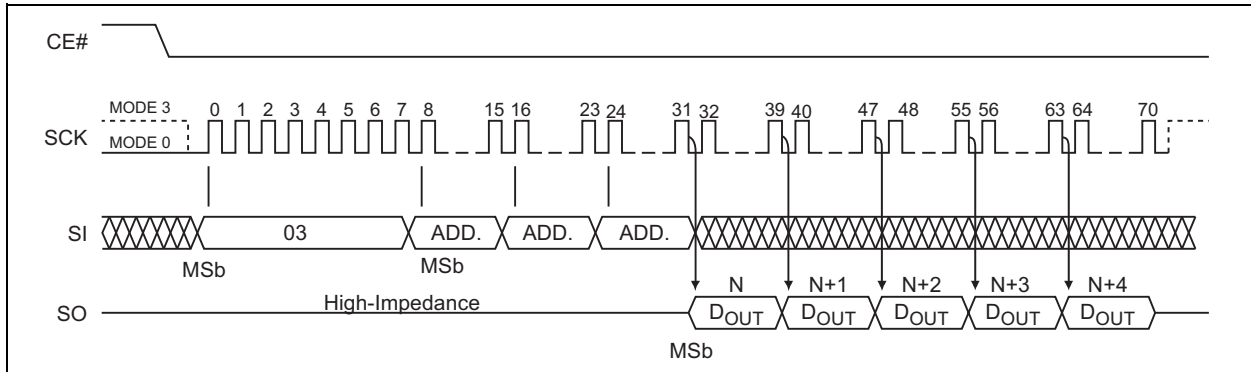 CE#
MODE 3
0 1 2 3 4 5 6 7 8 15 16 23 24 31 32 39 40 47 48 55 56 63 64 70
SCK
MODE 0
SI
03
ADD.
ADD.
ADD.
MSb
MSb
High-Impedance
N
N+1
N+2
N+3
N+4
SO
DOUT
DOUT
DOUT
DOUT
DOUT
MSb